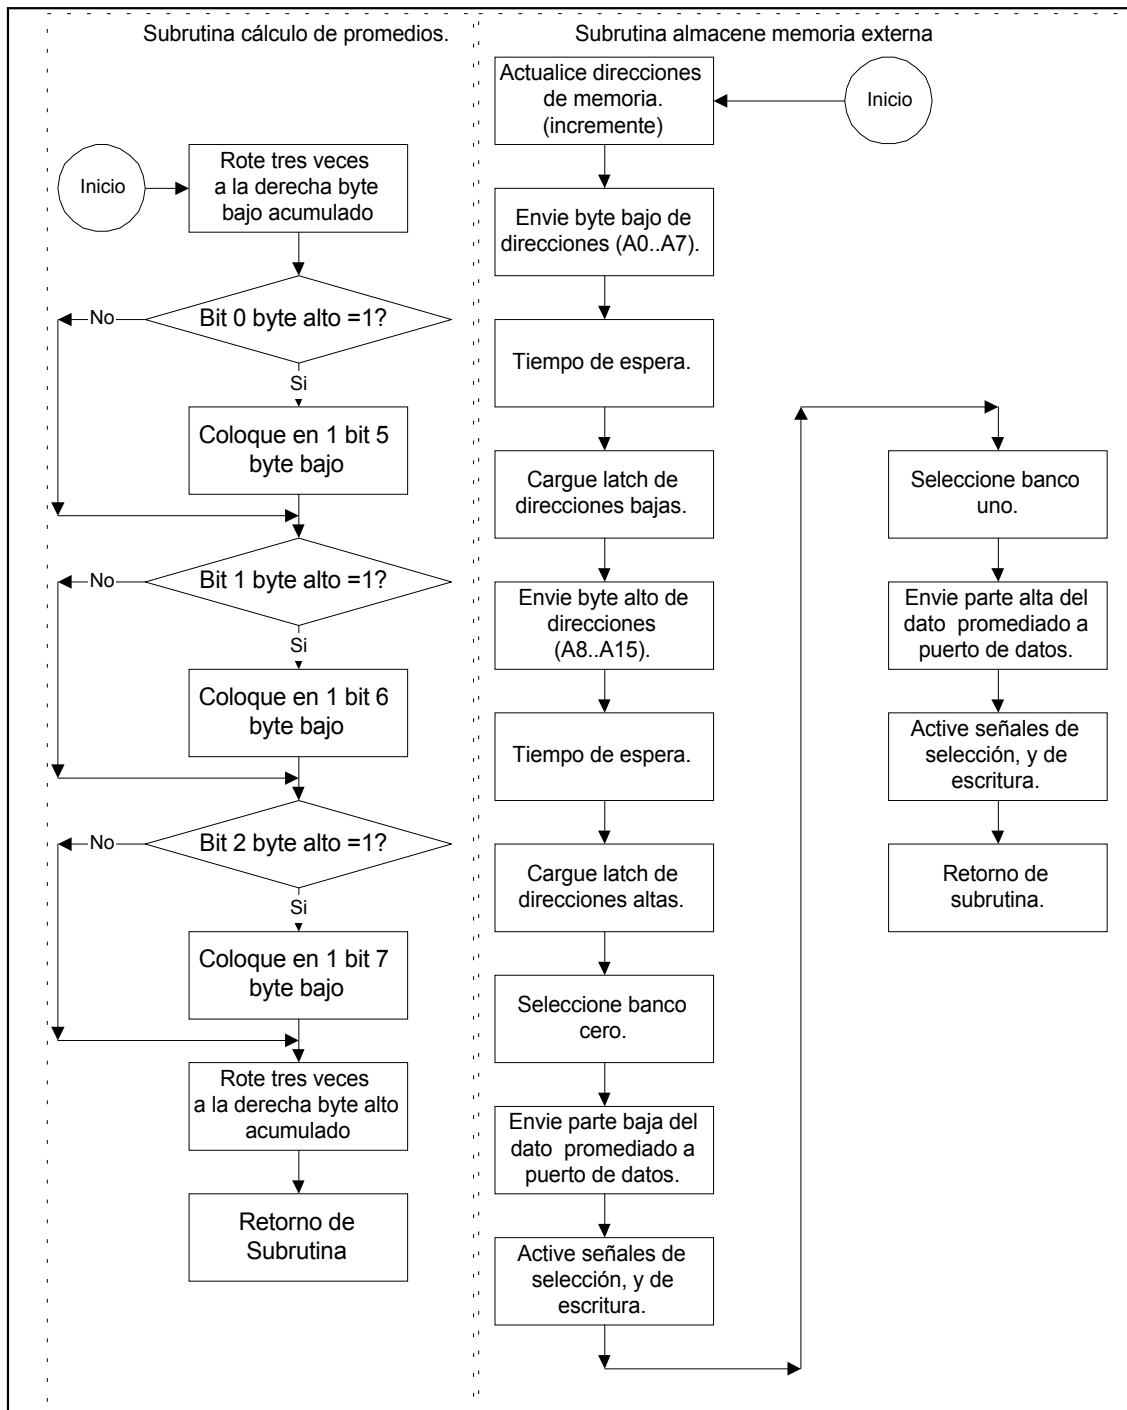 Subrutina cálculo de promedios.
Inicio
Rote tres veces
a la derecha byte
bajo acumulado
Bit 0 byte alto =1?
No
Si
Coloque en 1 bit 5
byte bajo
Bit 1 byte alto =1?
No
Si
Coloque en 1 bit 6
byte bajo
Bit 2 byte alto =1?
No
Si
Coloque en 1 bit 7
byte bajo
Rote tres veces
a la derecha byte alto
acumulado
Retorno de
Subrutina
Subrutina almacene memoria externa
Inicio
Actualice direcciones
de memoria.
(incremente)
Envie byte bajo de
direcciones (A0..A7).
Tiempo de espera.
Cargue latch de
direcciones bajas.
Envie byte alto de
direcciones
(A8..A15).
Tiempo de espera.
Cargue latch de
direcciones altas.
Seleccione banco
cero.
Envie parte baja del
dato promediado a
puerto de datos.
Active señales de
selección, y de
escritura.
Seleccione banco
uno.
Envie parte alta del
dato promediado a
puerto de datos.
Active señales de
selección, y de
escritura.
Retorno de
subrutina.